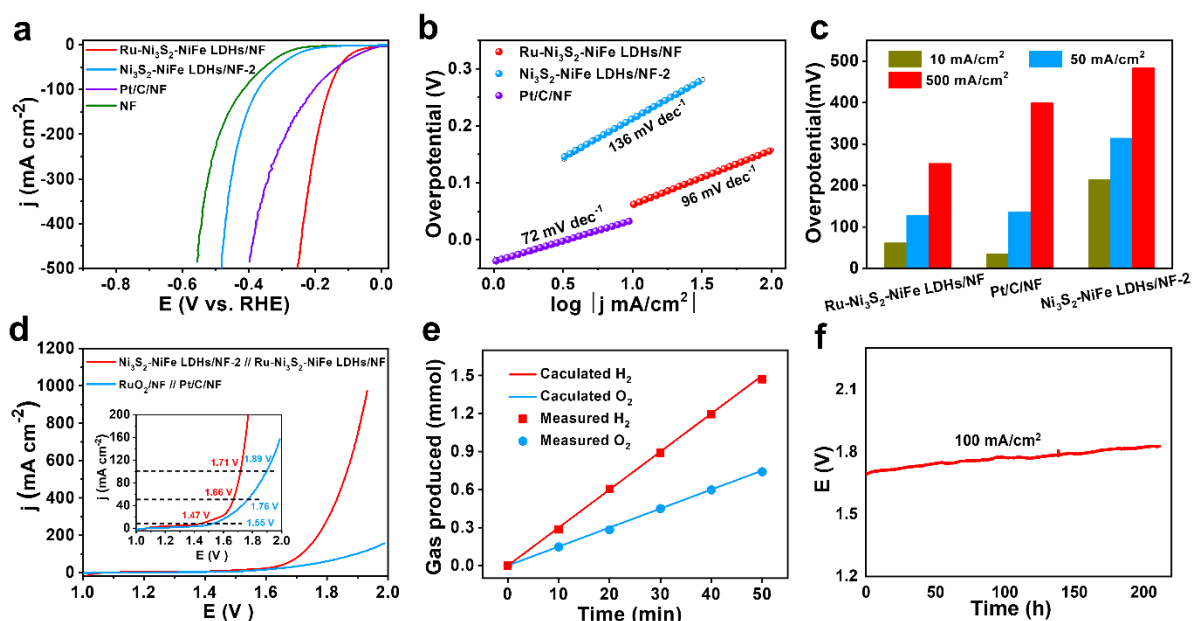 a
Ru-Ni₃S₂-NiFe LDHs/NF
Ni₃S₂-NiFe LDHs/NF-2
Pt/C/NF
NF
0
-100
-200
-300
-400
-500
j (mA cm⁻²)
-0.8
-0.6
-0.4
-0.2
0.0
E (V vs. RHE)
b
Ru-Ni₃S₂-NiFe LDHs/NF
Ni₃S₂-NiFe LDHs/NF-2
Pt/C/NF
0.3
0.2
0.1
0.0
Overpotential (V)
136 mV dec⁻¹
96 mV dec⁻¹
72 mV dec⁻¹
0.0
0.5
1.0
1.5
2.0
log |j mA/cm²|
c
10 mA/cm²
50 mA/cm²
500 mA/cm²
500
400
300
200
100
0
Overpotential(mV)
Ru-Ni₃S₂-NiFe LDHs/NF
Pt/C/NF
Ni₃S₂-NiFe LDHs/NF-2
d
Ni₃S₂-NiFe LDHs/NF-2 // Ru-Ni₃S₂-NiFe LDHs/NF
RuO₂/NF // Pt/C/NF
1200
1000
800
600
400
200
0
j (mA cm⁻²)
200
160
120
80
40
0
j (mA cm⁻²)
1.71 V
1.89 V
1.66 V
1.76 V
1.47 V
1.55 V
1.0
1.2
1.4
1.6
1.8
2.0
E (V )
1.0
1.2
1.4
1.6
1.8
2.0
E (V )
e
Caculated H₂
Caculated O₂
Measured H₂
Measured O₂
1.5
1.2
0.9
0.6
0.3
0.0
Gas produced (mmol)
0
10
20
30
40
50
Time (min)
f
2.1
1.8
1.5
1.2
E (V)
100 mA/cm²
0
50
100
150
200
Time (h)